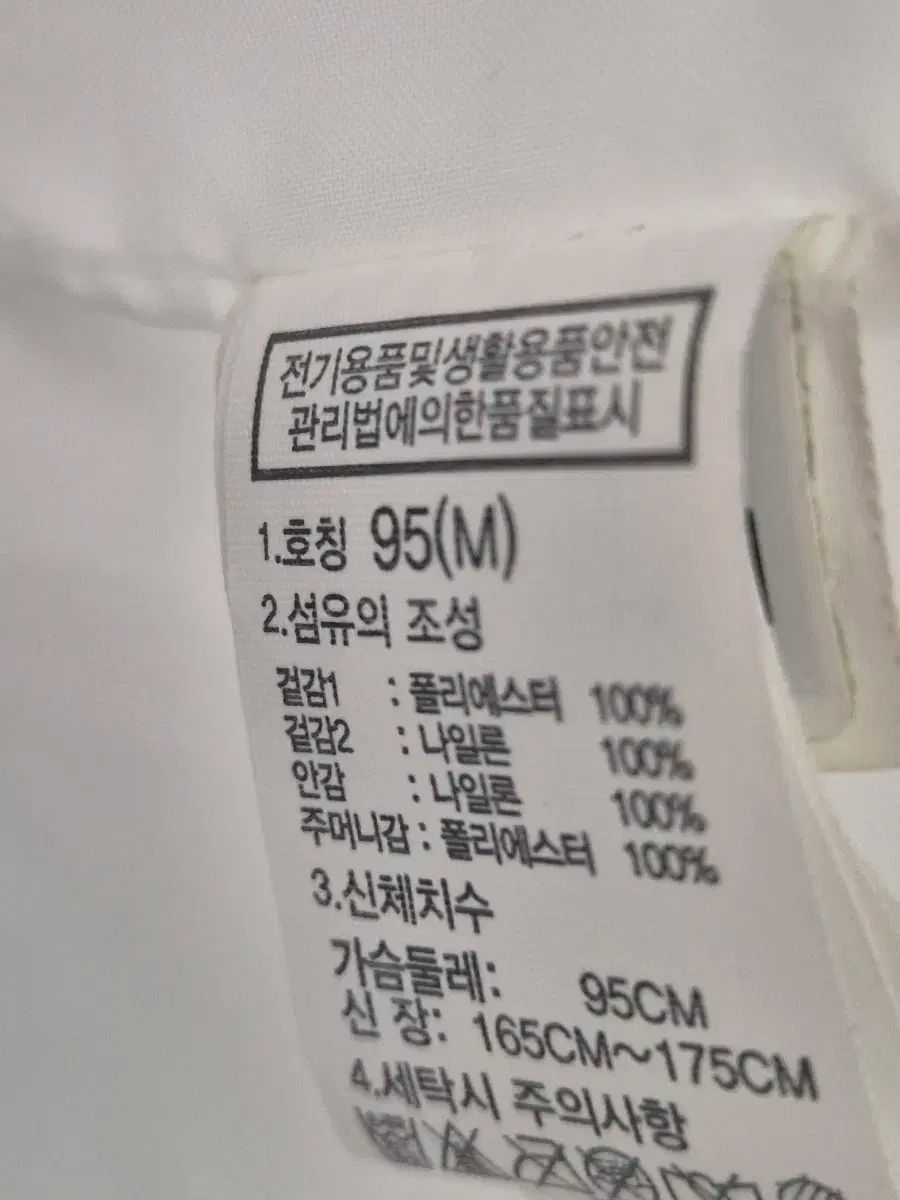 전기용품및생활용품안전
관리법에의한품질표시
1.호칭 95(M)
2.섬유의 조성
겉감1 : 폴리에스터 100%
겉감2 : 나일론 100%
안감 : 나일론 100%
주머니감 : 폴리에스터 100%
3.신체치수
가슴둘레: 95CM
신 장: 165CM~175CM
4.세탁시 주의사항